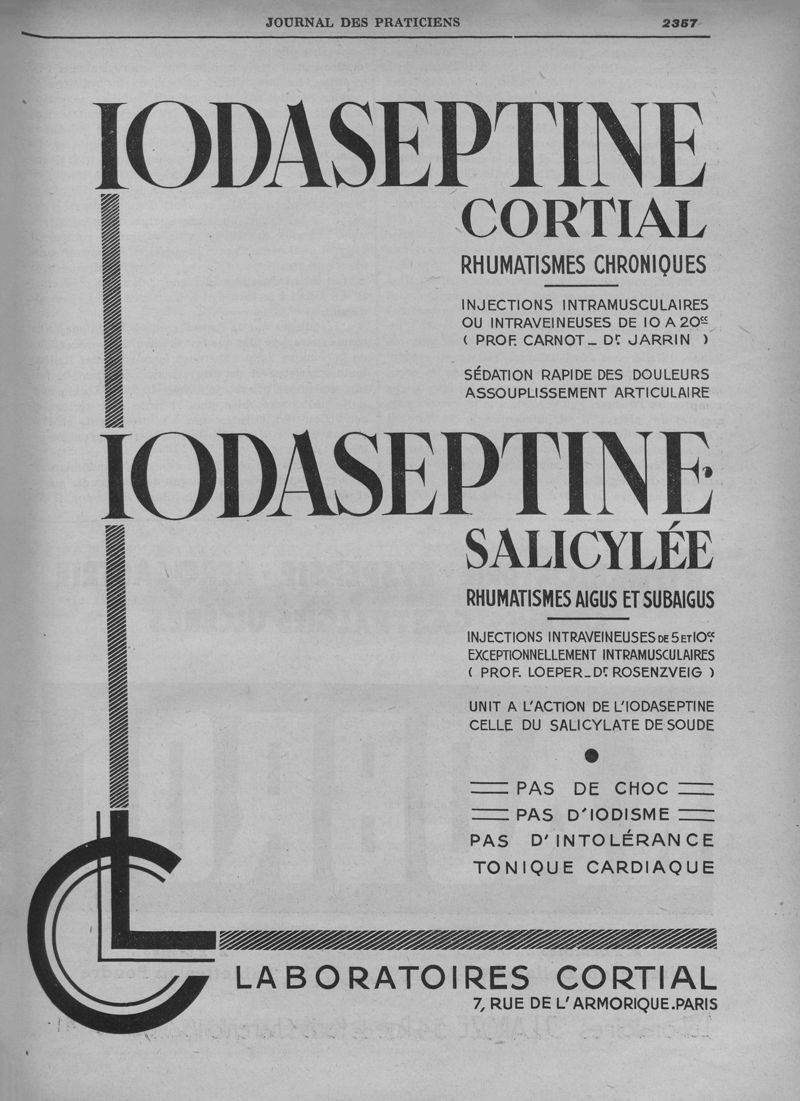 JOURNAL DES PRATICIENS 2357
IODASEPTINE
CORTIAL
RHUMATISMES CHRONIQUES
INJECTIONS INTRAMUSCULAIRES
OU INTRAVEINEUSES DE 10 A 20cc
( PROF. CARNOT_ Dr. JARRIN )
SÉDATION RAPIDE DES DOULEURS
ASSOUPLISSEMENT ARTICULAIRE
IODASEPTINE
SALICYLÉE
RHUMATISMES AIGUS ET SUBAIGUS
INJECTIONS INTRAVEINEUSES DE 5 ET 10cc.
EXCEPTIONNELLEMENT INTRAMUSCULAIRES
( PROF. LOEPER_Dr. ROSENZVEIG )
UNIT A L'ACTION DE L'IODASEPTINE
CELLE DU SALICYLATE DE SOUDE
PAS DE CHOC
PAS D'IODISME
PAS D'INTOLÉRANCE
TONIQUE CARDIAQUE
CL
LABORATOIRES CORTIAL
7, RUE DE L'ARMORIQUE.PARIS